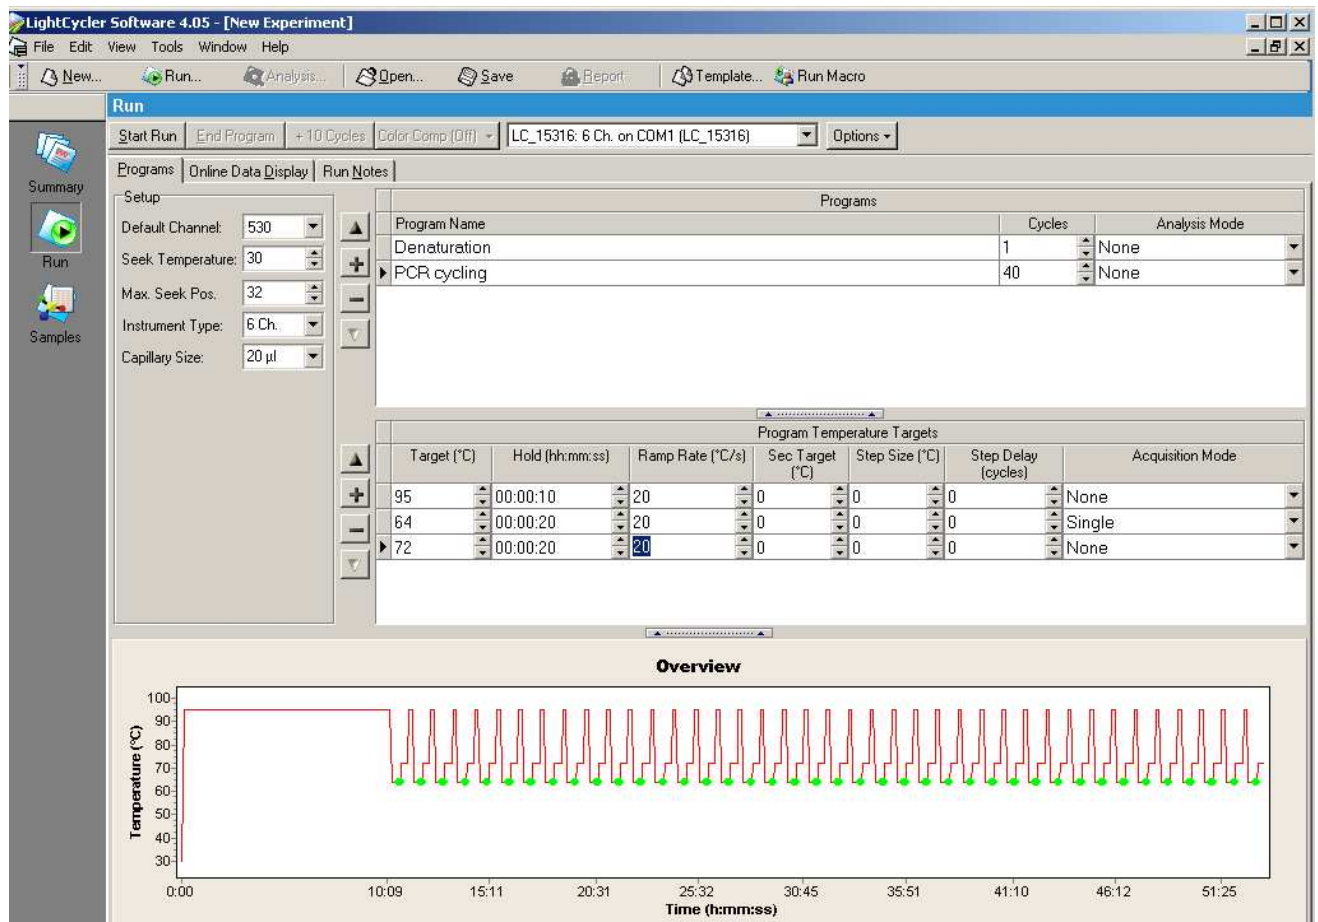 LightCycler Software 4.05 - [New Experiment]
File Edit View Tools Window Help
New... Run... Analysis... Open... Save Report Template... Run Macro
Run
Start Run End Program + 10 Cycles Color Comp (Off) LC_15316: 6 Ch. on COM1 (LC_15316) Options
Programs Online Data Display Run Notes
Summary
Run
Samples
Setup
Default Channel: 530
Seek Temperature: 30
Max. Seek Pos. 32
Instrument Type: 6 Ch.
Capillary Size: 20 µl
Programs
Program Name Cycles Analysis Mode
Denaturation 1 None
PCR cycling 40 None
Program Temperature Targets
Target (°C) Hold (hh:mm:ss) Ramp Rate (°C/s) Sec Target (°C) Step Size (°C) Step Delay (cycles) Acquisition Mode
95 00:00:10 20 0 0 0 None
64 00:00:20 20 0 0 0 Single
72 00:00:20 20 0 0 0 None
Overview
Temperature (°C)
100
90
80
70
60
50
40
30
0:00 10:09 15:11 20:31 25:32 30:45 35:51 41:10 46:12 51:25
Time (h:mm:ss)